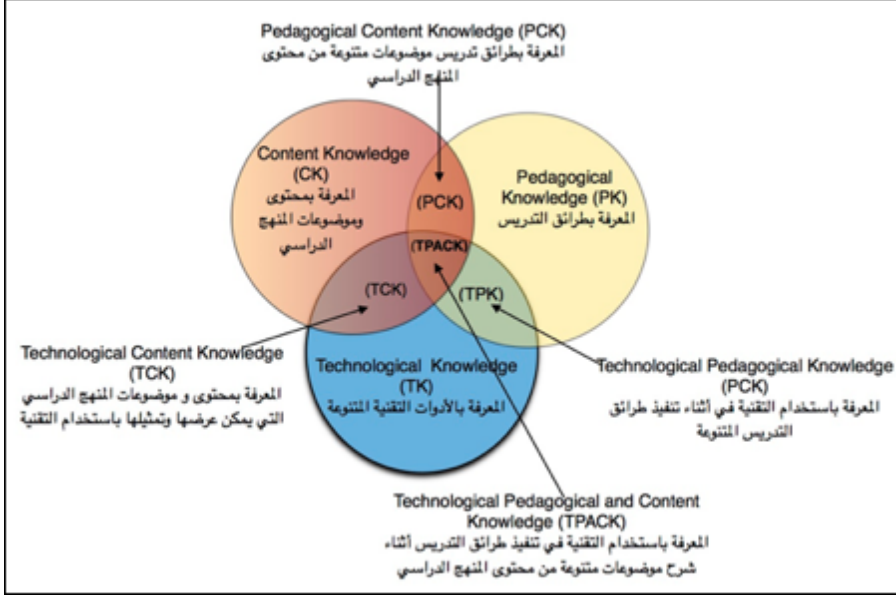 Pedagogical Content Knowledge (PCK)
المعرفة بطرائق تدريس موضوعات متنوعة من محتوى
المنهج الدراسي
Content Knowledge
(CK)
المعرفة بمحتوى
وموضوعات المنهج
الدراسي
(PCK)
Pedagogical
Knowledge (PK)
المعرفة بطرائق التدريس
(TPACK)
(TCK)
(TPK)
Technological Content Knowledge
(TCK)
المعرفة بمحتوى و موضوعات المنهج الدراسي
التي يمكن عرضها وتمثيلها باستخدام التقنية
Technological Knowledge
(TK)
المعرفة بالأدوات التقنية المتنوعة
Technological Pedagogical Knowledge
(PCK)
المعرفة باستخدام التقنية في أثناء تنفيذ طرائق
التدريس المتنوعة
Technological Pedagogical and Content
Knowledge (TPACK)
المعرفة باستخدام التقنية في تنفيذ طرائق التدريس أثناء
شرح موضوعات متنوعة من محتوى المنهج الدراسي